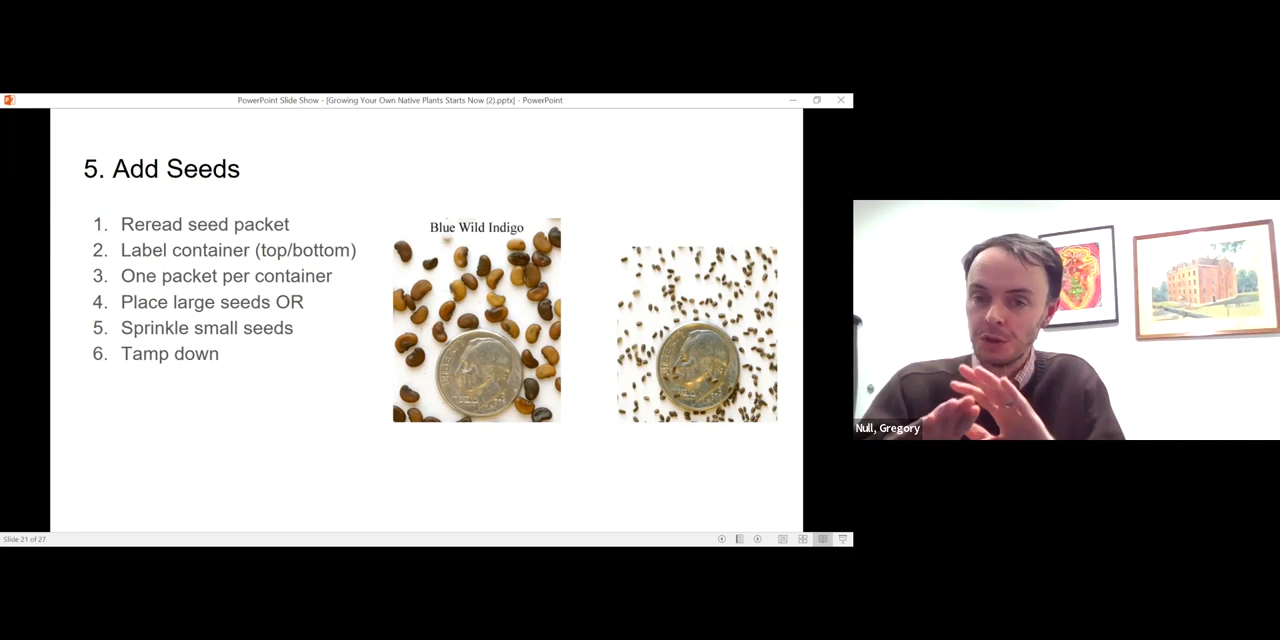 PowerPoint Slide Show - [Growing Your Own Native Plants Starts Now (2).pptx] - PowerPoint
5. Add Seeds
1. Reread seed packet
2. Label container (top/bottom)
3. One packet per container
4. Place large seeds OR
5. Sprinkle small seeds
6. Tamp down
Blue Wild Indigo
Null, Gregory
Slide 21 of 27